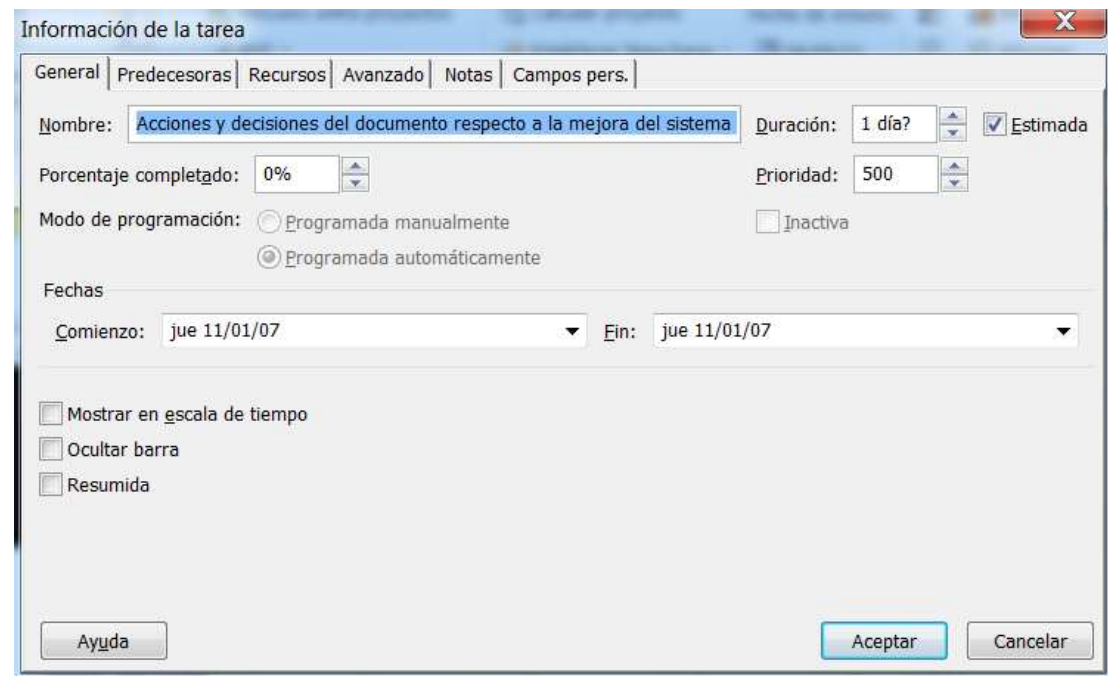 Información de la tarea
General Predecesoras Recursos Avanzado Notas Campos pers.
Nombre: Acciones y decisiones del documento respecto a la mejora del sistema Duración: 1 día? Estimada
Porcentaje completado: 0% Prioridad: 500
Modo de programación: Programada manualmente Inactiva
Programada automáticamente
Fechas
Comienzo: jue 11/01/07 Fin: jue 11/01/07
Mostrar en escala de tiempo
Ocultar barra
Resumida
Ayuda Aceptar Cancelar